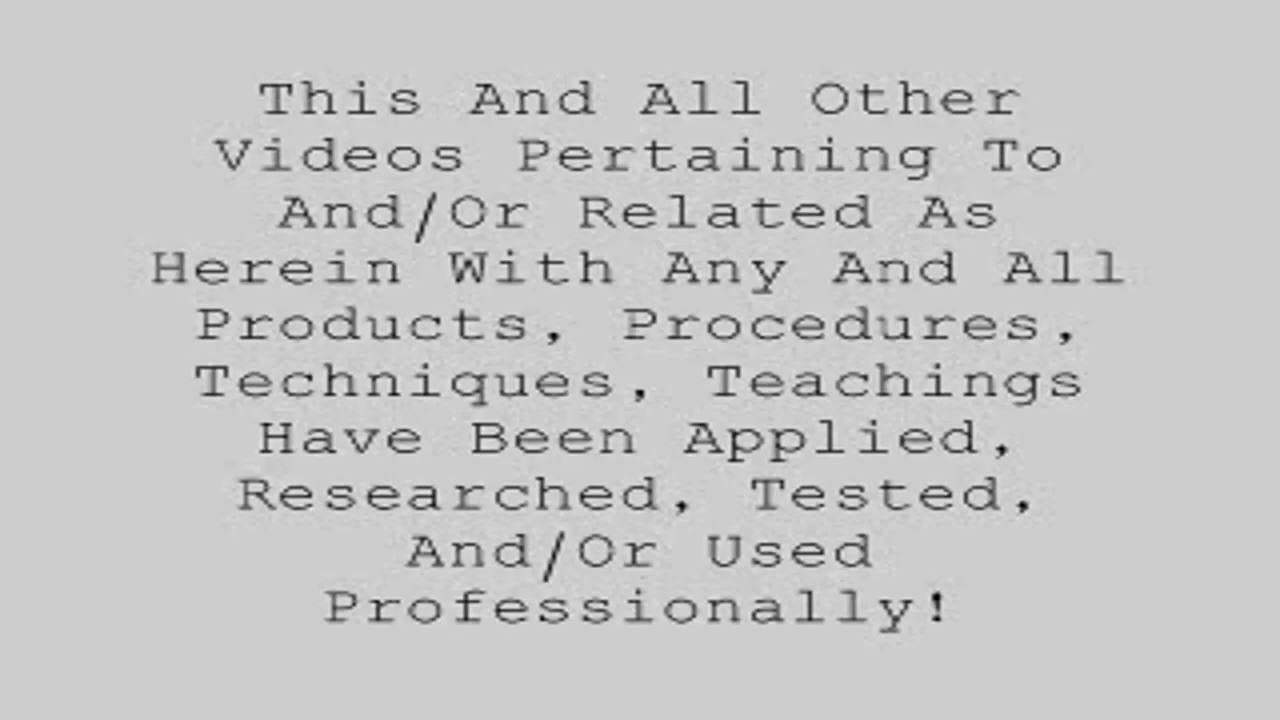 This And All Other
Videos Pertaining To
And/Or Related As
Herein With Any And All
Products, Procedures,
Techniques, Teachings
Have Been Applied,
Researched, Tested,
And/Or Used
Professionally!